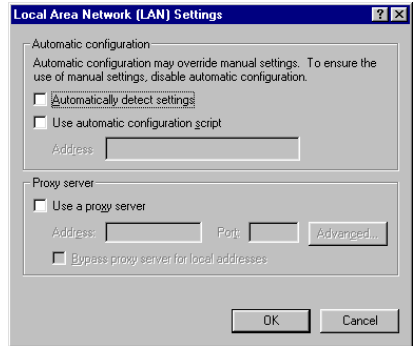 Local Area Network (LAN) Settings
Automatic configuration
Automatic configuration may override manual settings. To ensure the
use of manual settings, disable automatic configuration.
Automatically detect settings
Use automatic configuration script
Address
Proxy server
Use a proxy server
Address: Port: Advanced...
Bypass proxy server for local addresses
OK Cancel